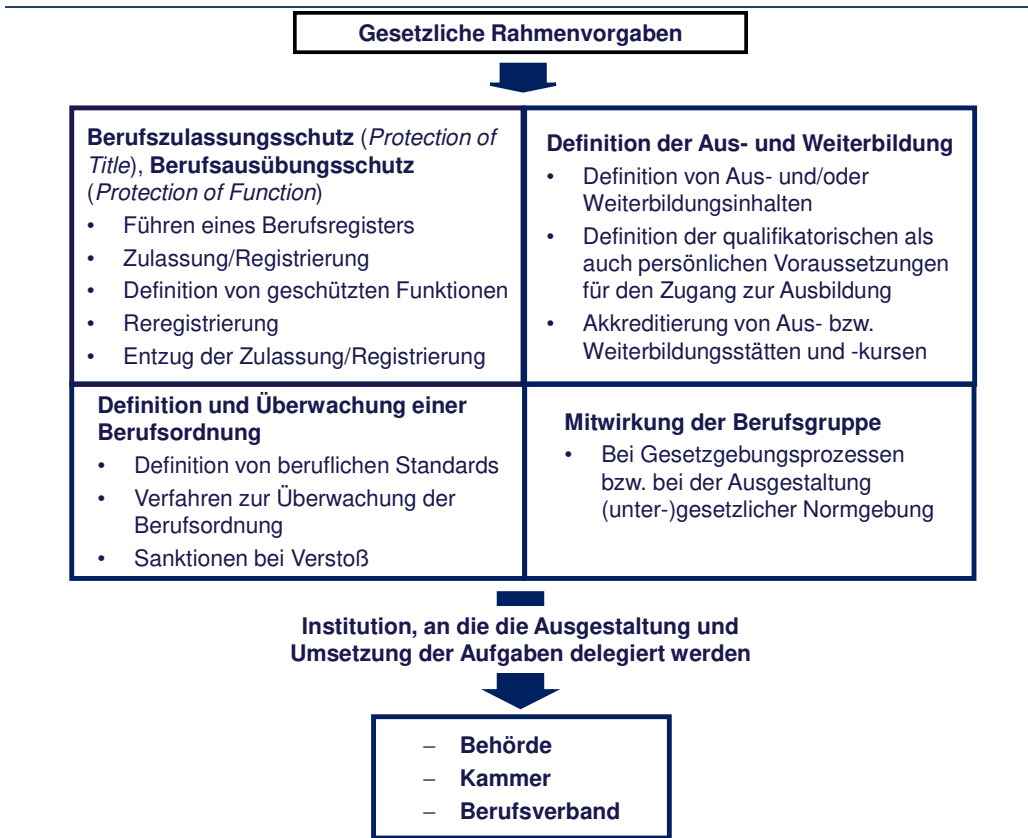 Gesetzliche Rahmenvorgaben
Berufszulassungsschutz (Protection of
Title), Berufsausübungsschutz
(Protection of Function)
• Führen eines Berufsregisters
• Zulassung/Registrierung
• Definition von geschützten Funktionen
• Reregistrierung
• Entzug der Zulassung/Registrierung
Definition der Aus- und Weiterbildung
• Definition von Aus- und/oder
Weiterbildungsinhalten
• Definition der qualifikatorischen als
auch persönlichen Voraussetzungen
für den Zugang zur Ausbildung
• Akkreditierung von Aus- bzw.
Weiterbildungsstätten und -kursen
Definition und Überwachung einer
Berufsordnung
• Definition von beruflichen Standards
• Verfahren zur Überwachung der
Berufsordnung
• Sanktionen bei Verstoß
Mitwirkung der Berufsgruppe
• Bei Gesetzgebungsprozessen
bzw. bei der Ausgestaltung
(unter-)gesetzlicher Normgebung
Institution, an die die Ausgestaltung und
Umsetzung der Aufgaben delegiert werden
– Behörde
– Kammer
– Berufsverband